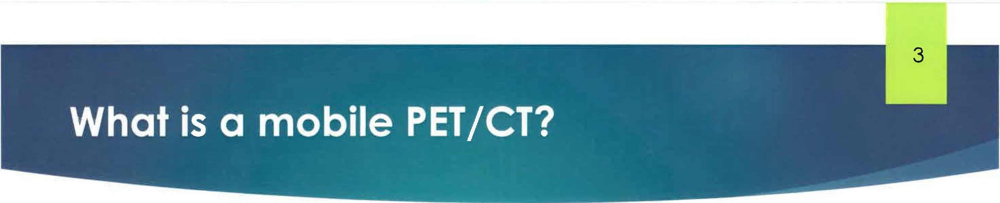 3
What is a mobile PET/CT?